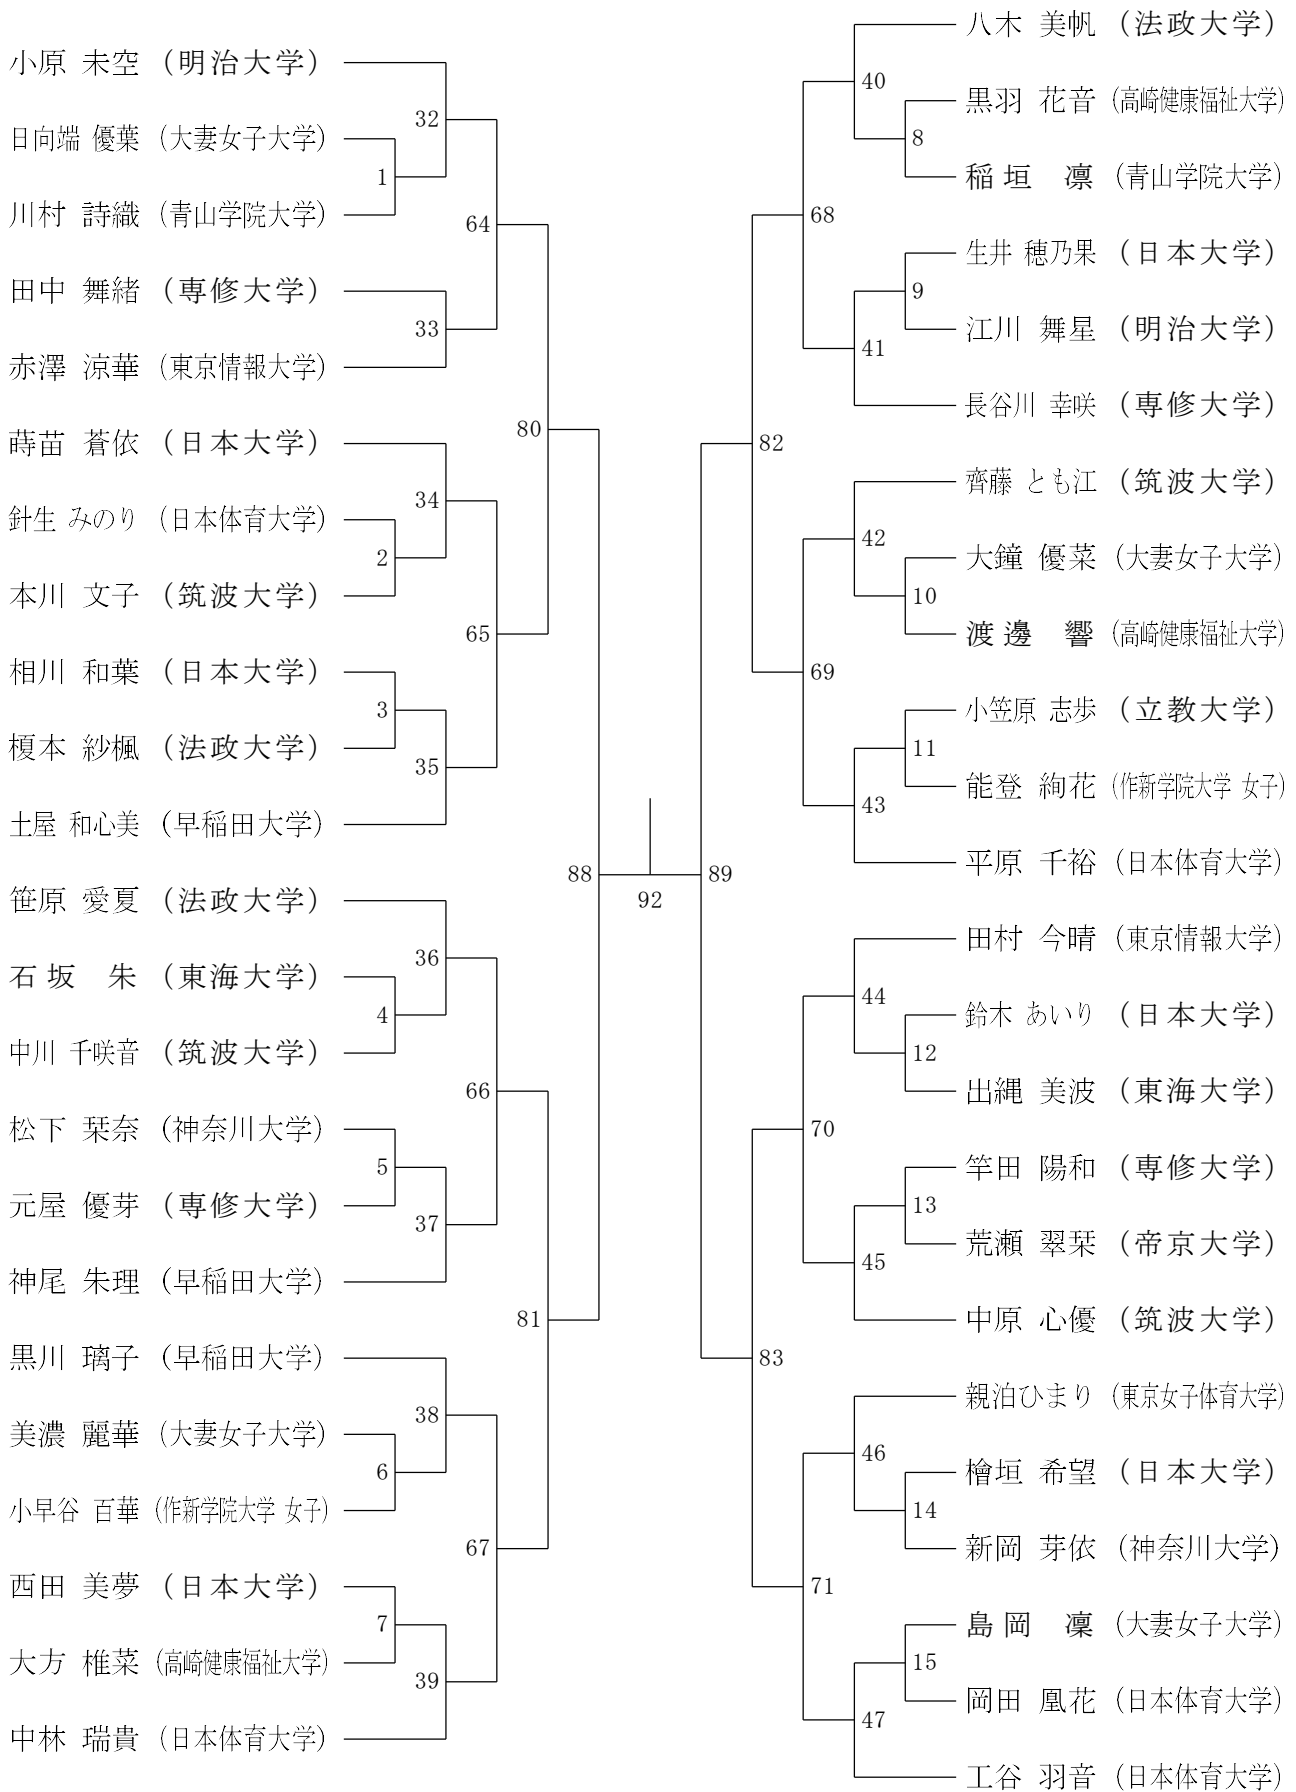 小原 未空 (明治大学)
日向端 優葉 (大妻女子大学)
川村 詩織 (青山学院大学)
田中 舞緒 (専修大学)
赤澤 涼華 (東京情報大学)
蒔苗 蒼依 (日本大学)
針生 みのり (日本体育大学)
本川 文子 (筑波大学)
相川 和葉 (日本大学)
榎本 紗楓 (法政大学)
土屋 和心美 (早稲田大学)
笹原 愛夏 (法政大学)
石坂 朱 (東海大学)
中川 千咲音 (筑波大学)
松下 栞奈 (神奈川大学)
元屋 優芽 (専修大学)
神尾 朱理 (早稲田大学)
黒川 璃子 (早稲田大学)
美濃 麗華 (大妻女子大学)
小早谷 百華 (作新学院大学 女子)
西田 美夢 (日本大学)
大方 椎菜 (高崎健康福祉大学)
中林 瑞貴 (日本体育大学)
1
2
3
4
5
6
7
32
33
34
35
36
37
38
39
64
65
66
67
80
81
88
92
89
82
83
68
69
70
71
40
41
42
43
44
45
46
47
8
9
10
11
12
13
14
15
八木 美帆 (法政大学)
黒羽 花音 (高崎健康福祉大学)
稲垣 凛 (青山学院大学)
生井 穂乃果 (日本大学)
江川 舞星 (明治大学)
長谷川 幸咲 (専修大学)
齊藤 とも江 (筑波大学)
大鐘 優菜 (大妻女子大学)
渡邊 響 (高崎健康福祉大学)
小笠原 志歩 (立教大学)
能登 絢花 (作新学院大学 女子)
平原 千裕 (日本体育大学)
田村 今晴 (東京情報大学)
鈴木 あいり (日本大学)
出縄 美波 (東海大学)
竿田 陽和 (専修大学)
荒瀬 翠栞 (帝京大学)
中原 心優 (筑波大学)
親泊ひまり (東京女子体育大学)
檜垣 希望 (日本大学)
新岡 芽依 (神奈川大学)
島岡 凜 (大妻女子大学)
岡田 凰花 (日本体育大学)
工谷 羽音 (日本体育大学)